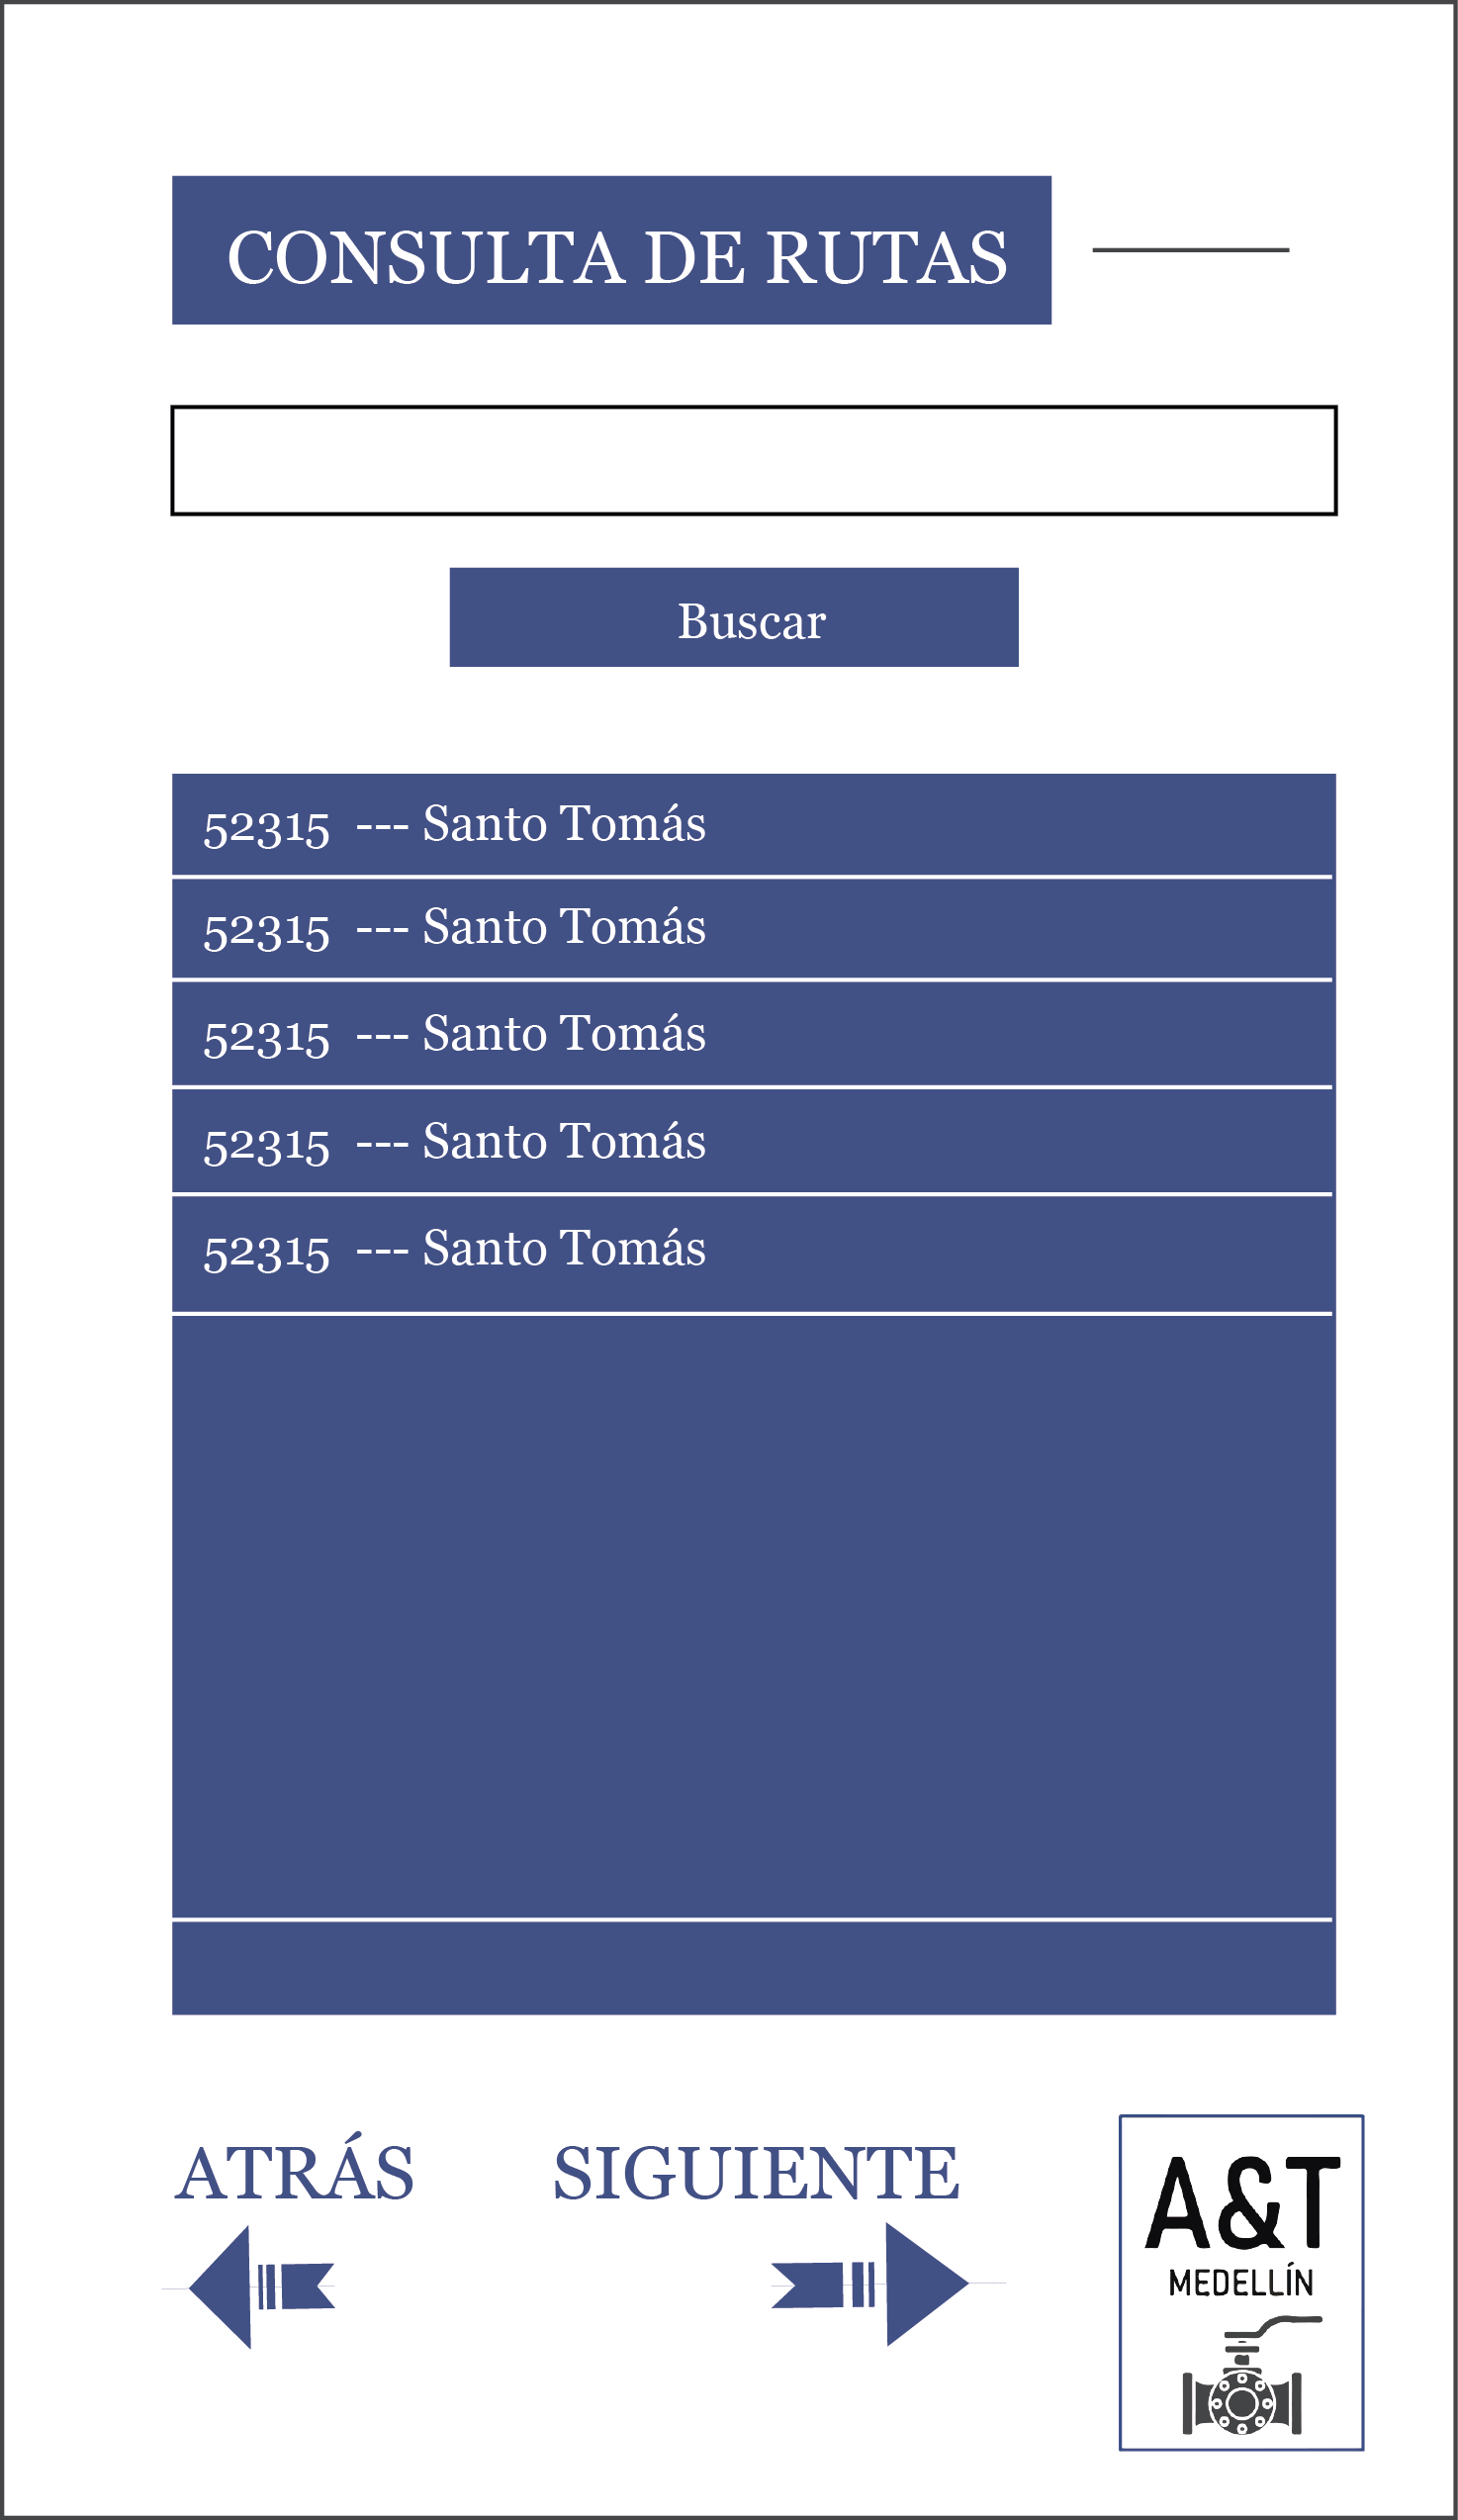 CONSULTA DE RUTAS
Buscar
52315 --- Santo Tomás
52315 --- Santo Tomás
52315 --- Santo Tomás
52315 --- Santo Tomás
52315 --- Santo Tomás
ATRÁS SIGUIENTE
A&T
MEDELLÍN